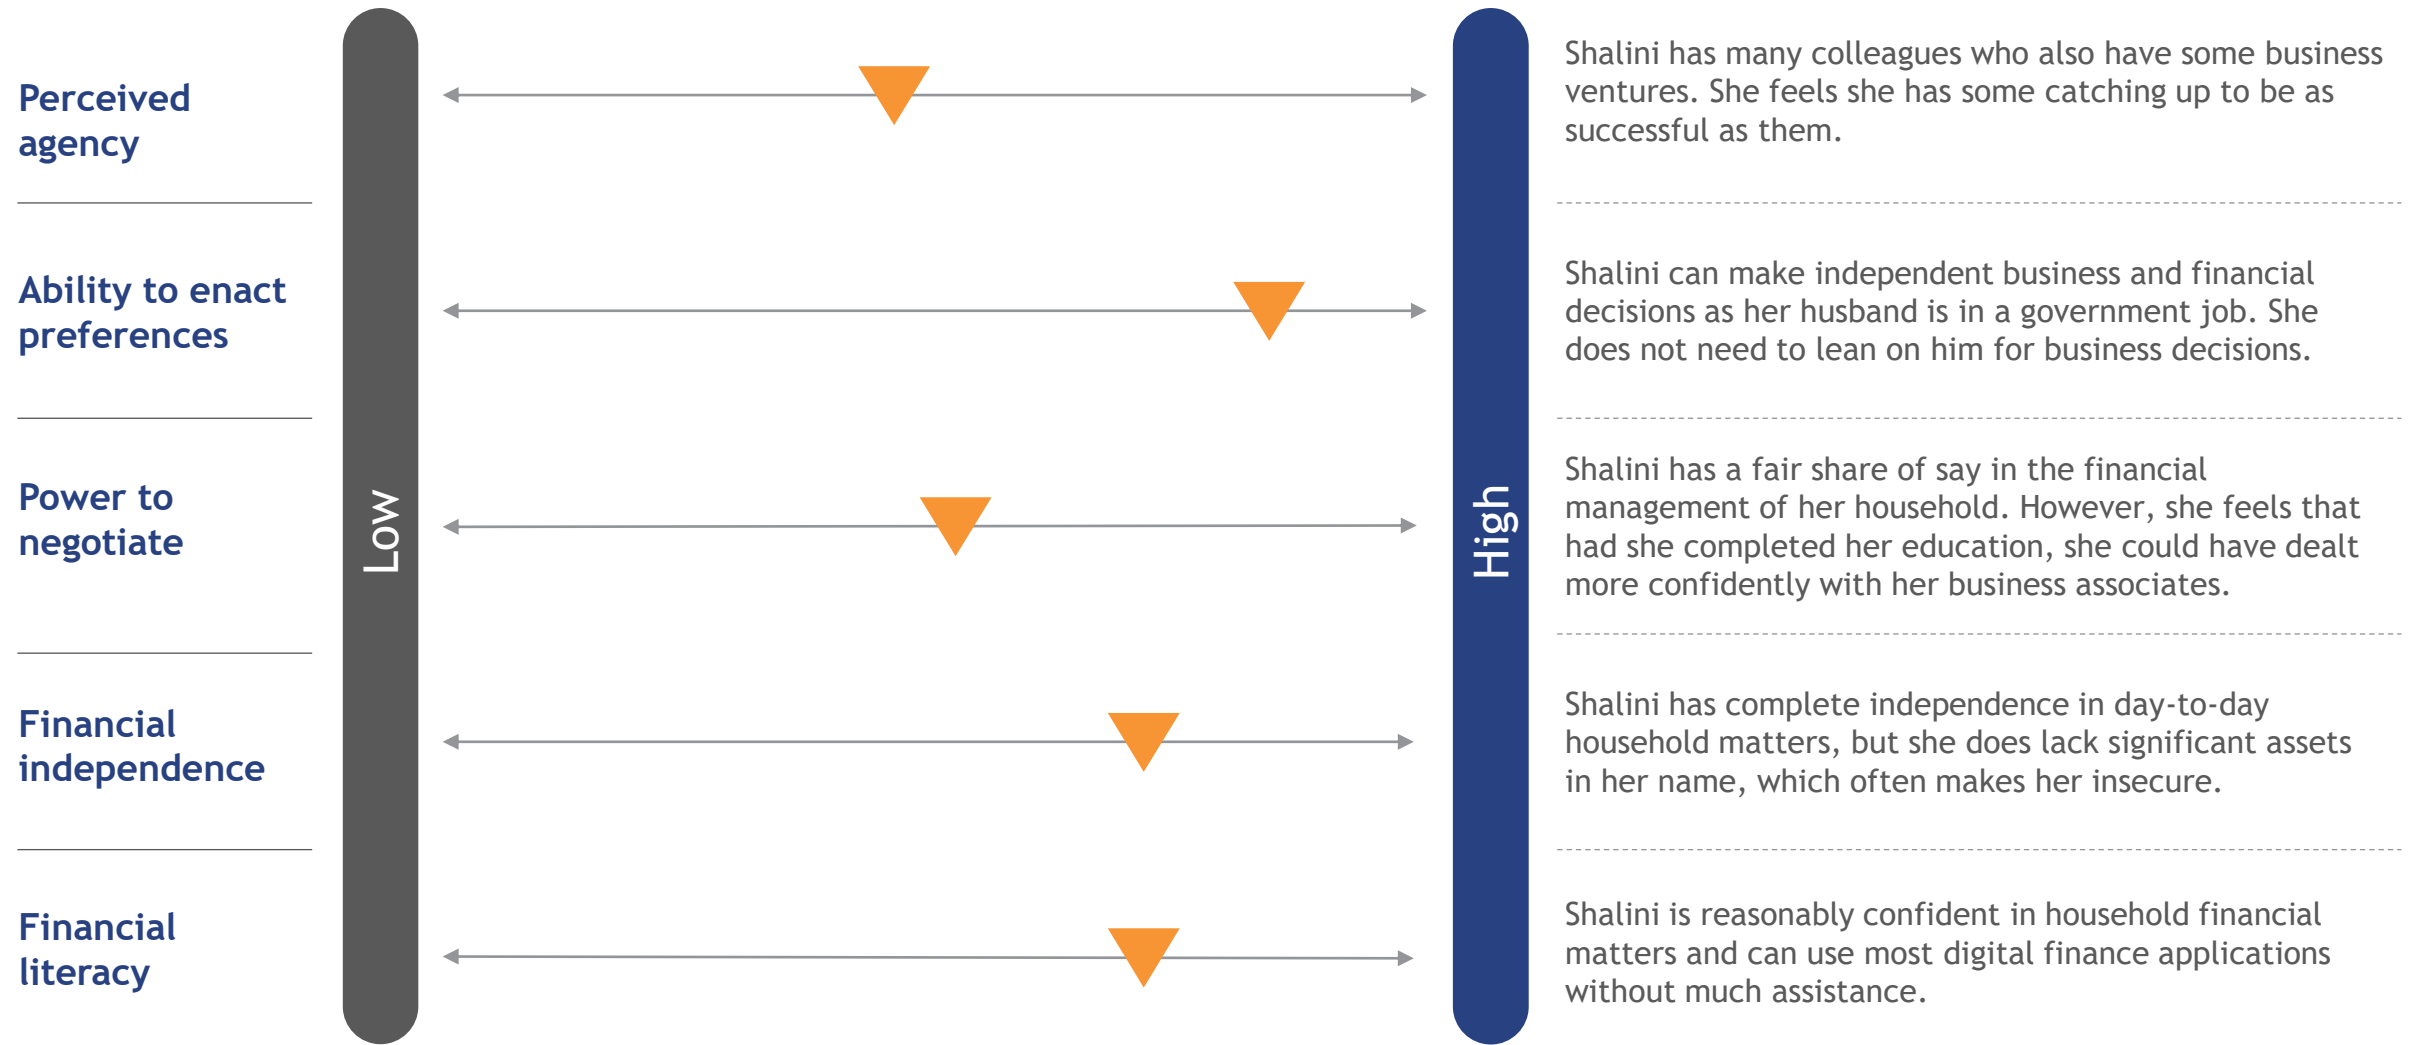 Perceived
agency
Shalini has many colleagues who also have some business
ventures. She feels she has some catching up to be as
successful as them.
Ability to enact
preferences
Shalini can make independent business and financial
decisions as her husband is in a government job. She
does not need to lean on him for business decisions.
Power to
negotiate
Low
High
Shalini has a fair share of say in the financial
management of her household. However, she feels that
had she completed her education, she could have dealt
more confidently with her business associates.
Financial
independence
Shalini has complete independence in day-to-day
household matters, but she does lack significant assets
in her name, which often makes her insecure.
Financial
literacy
Shalini is reasonably confident in household financial
matters and can use most digital finance applications
without much assistance.